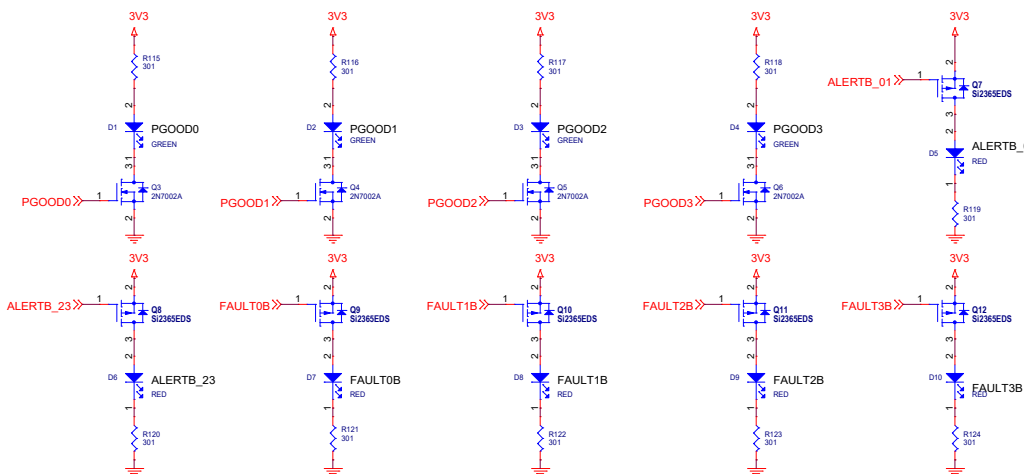 3V3
R115
301
2
D1
PGOOD0
GREEN
3 1
Q3
2N7002A
PGOOD0
1
2
3V3
R116
301
2
D2
PGOOD1
GREEN
3 1
Q4
2N7002A
PGOOD1
1
2
3V3
R117
301
2
D3
PGOOD2
GREEN
3 1
Q5
2N7002A
PGOOD2
1
2
3V3
R118
301
2
D4
PGOOD3
GREEN
3 1
Q6
2N7002A
PGOOD3
1
2
3V3
2
ALERTB_01
1
Q7
Si2365EDS
3
2
D5
ALERTB_
RED
1
R119
301
3V3
2
ALERTB_23
1
Q8
Si2365EDS
3
2
D6
ALERTB_23
RED
1
R120
301
3V3
2
FAULT0B
1
Q9
Si2365EDS
3
2
D7
FAULT0B
RED
1
R121
301
3V3
2
FAULT1B
1
Q10
Si2365EDS
3
2
D8
FAULT1B
RED
1
R122
301
3V3
2
FAULT2B
1
Q11
Si2365EDS
3
2
D9
FAULT2B
RED
1
R123
301
3V3
2
FAULT3B
1
Q12
Si2365EDS
3
2
D10
FAULT3B
RED
1
R124
301